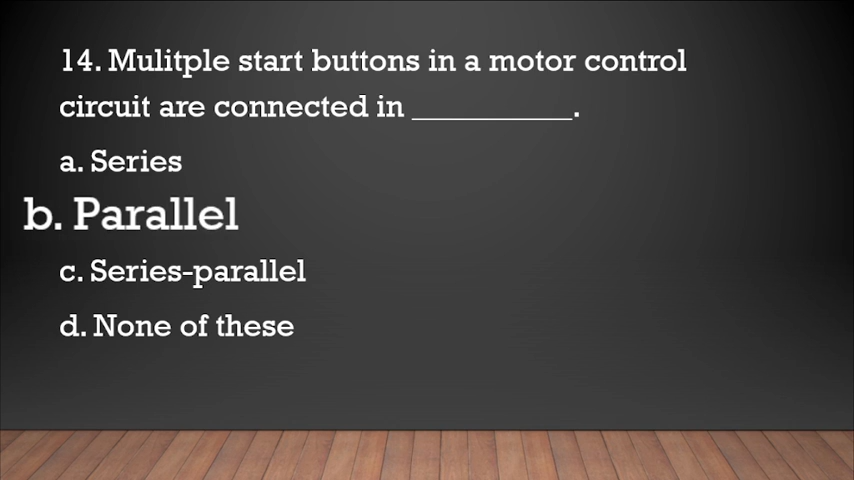 14. Mulitple start buttons in a motor control
circuit are connected in __________.
a. Series
b. Parallel
c. Series-parallel
d. None of these